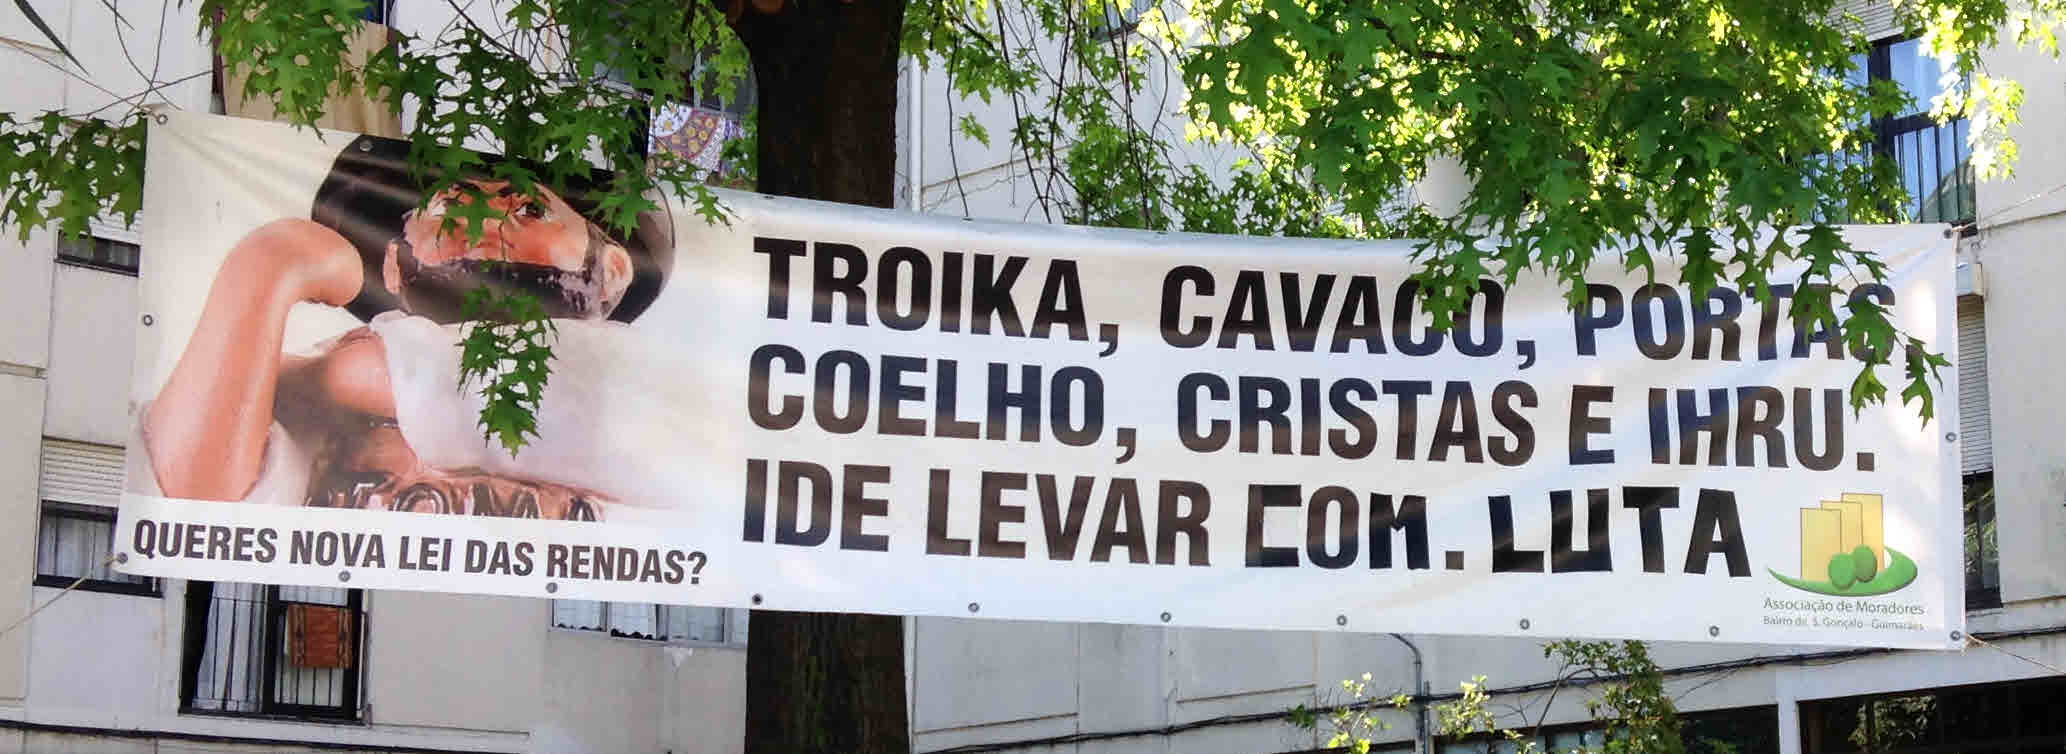 TROIKA, CAVACO, PORTAS,
COELHO, CRISTAS E IHRU.
IDE LEVAR COM. LUTA
QUERES NOVA LEI DAS RENDAS?
TOMA
Associação de Moradores
Bairro de S. Gonçalo - Guimarães